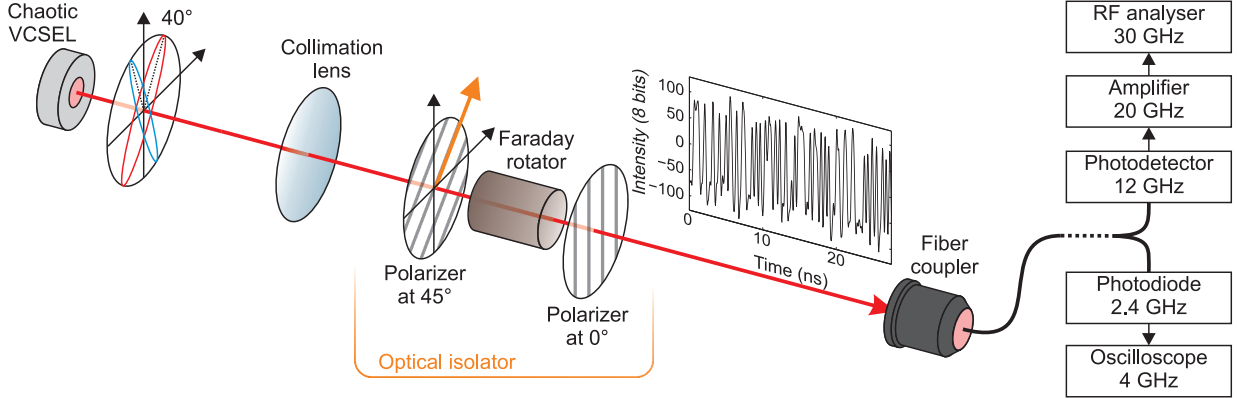 Chaotic
VCSEL
40°
Collimation
lens
Polarizer
at 45°
Faraday
rotator
Polarizer
at 0°
Optical isolator
Intensity (8 bits)
100
50
0
−50
−100
0
10
20
Time (ns)
Fiber
coupler
RF analyser
30 GHz
Amplifier
20 GHz
Photodetector
12 GHz
Photodiode
2.4 GHz
Oscilloscope
4 GHz